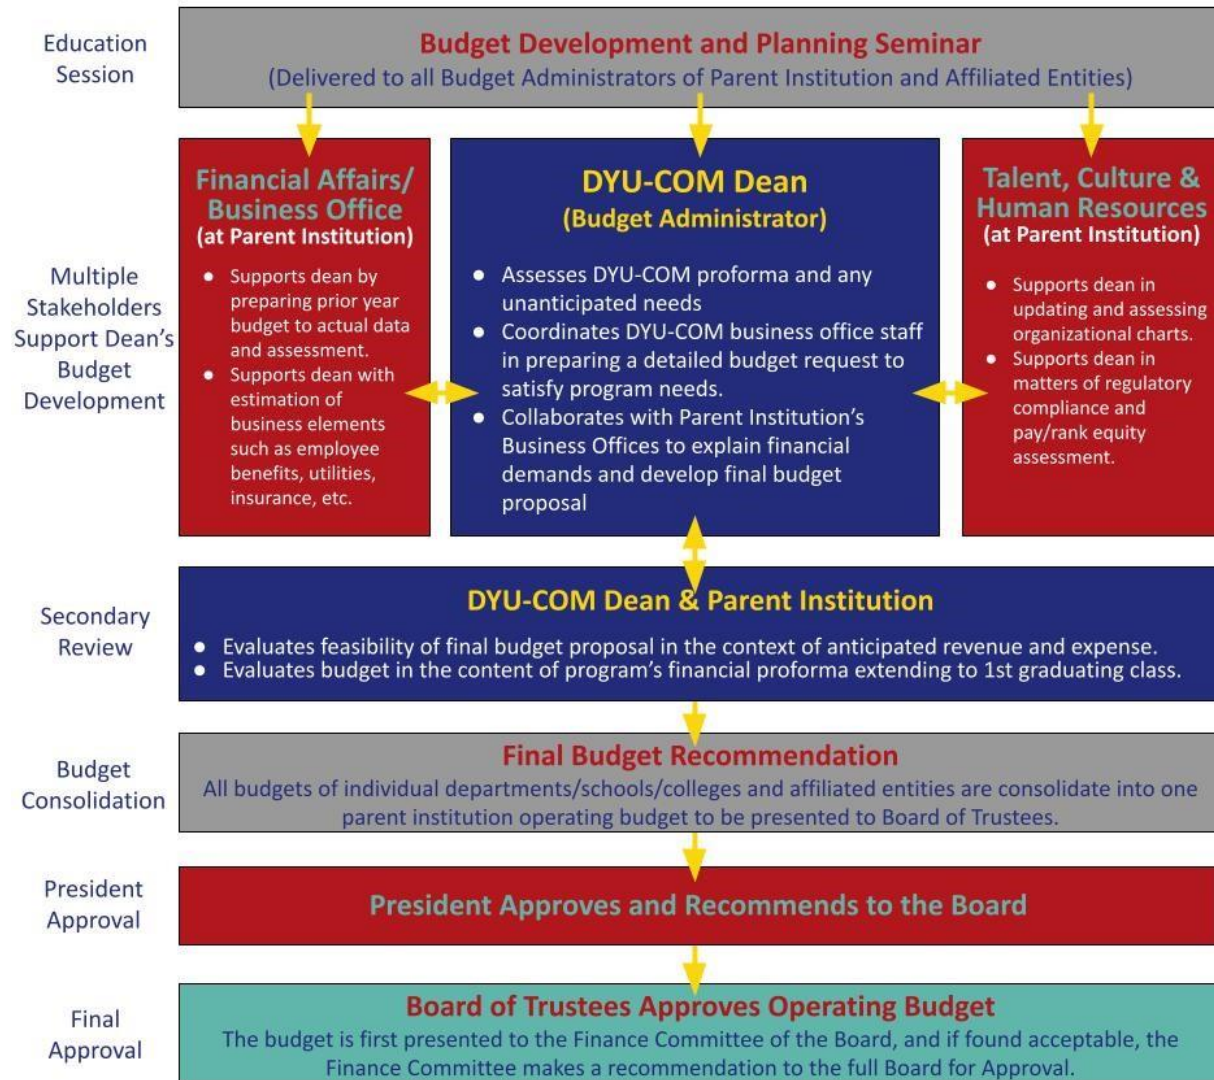 Education
Session
Budget Development and Planning Seminar
(Delivered to all Budget Administrators of Parent Institution and Affiliated Entities)
Multiple
Stakeholders
Support Dean’s
Budget
Development
Financial Affairs/
Business Office
(at Parent Institution)
● Supports dean by
preparing prior year
budget to actual data
and assessment.
● Supports dean with
estimation of
business elements
such as employee
benefits, utilities,
insurance, etc.
DYU-COM Dean
(Budget Administrator)
● Assesses DYU-COM proforma and any
unanticipated needs
● Coordinates DYU-COM business office staff
in preparing a detailed budget request to
satisfy program needs.
● Collaborates with Parent Institution’s
Business Offices to explain financial
demands and develop final budget
proposal
Talent, Culture &
Human Resources
(at Parent Institution)
● Supports dean in
updating and assessing
organizational charts.
● Supports dean in
matters of regulatory
compliance and
pay/rank equity
assessment.
Secondary
Review
DYU-COM Dean & Parent Institution
● Evaluates feasibility of final budget proposal in the context of anticipated revenue and expense.
● Evaluates budget in the content of program’s financial proforma extending to 1st graduating class.
Budget
Consolidation
Final Budget Recommendation
All budgets of individual departments/schools/colleges and affiliated entities are consolidate into one
parent institution operating budget to be presented to Board of Trustees.
President
Approval
President Approves and Recommends to the Board
Final
Approval
Board of Trustees Approves Operating Budget
The budget is first presented to the Finance Committee of the Board, and if found acceptable, the
Finance Committee makes a recommendation to the full Board for Approval.